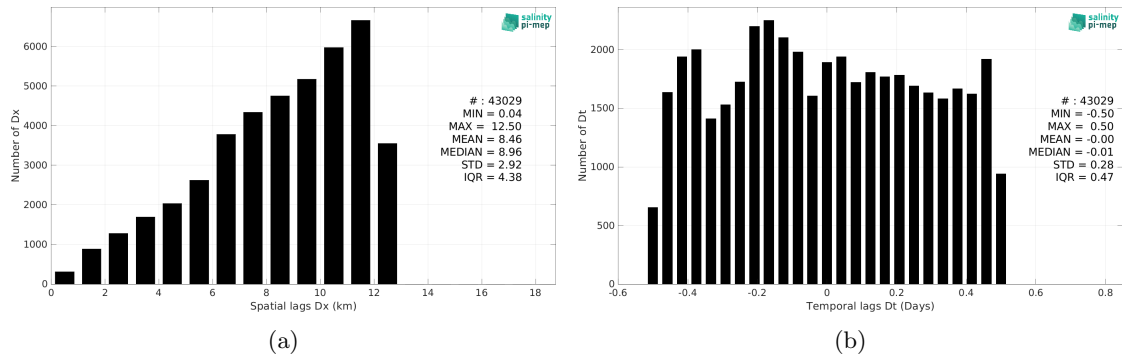 salinity
pi-mep
Number of Dx
6000
5000
4000
3000
2000
1000
0
# : 43029
MIN = 0.04
MAX = 12.50
MEAN = 8.46
MEDIAN = 8.96
STD = 2.92
IQR = 4.38
0 2 4 6 8 10 12 14 16 18
Spatial lags Dx (km)
(a)
salinity
pi-mep
Number of Dt
2000
1500
1000
500
0
# : 43029
MIN = -0.50
MAX = 0.50
MEAN = -0.00
MEDIAN = -0.01
STD = 0.28
IQR = 0.47
-0.6 -0.4 -0.2 0 0.2 0.4 0.6 0.8
Temporal lags Dt (Days)
(b)